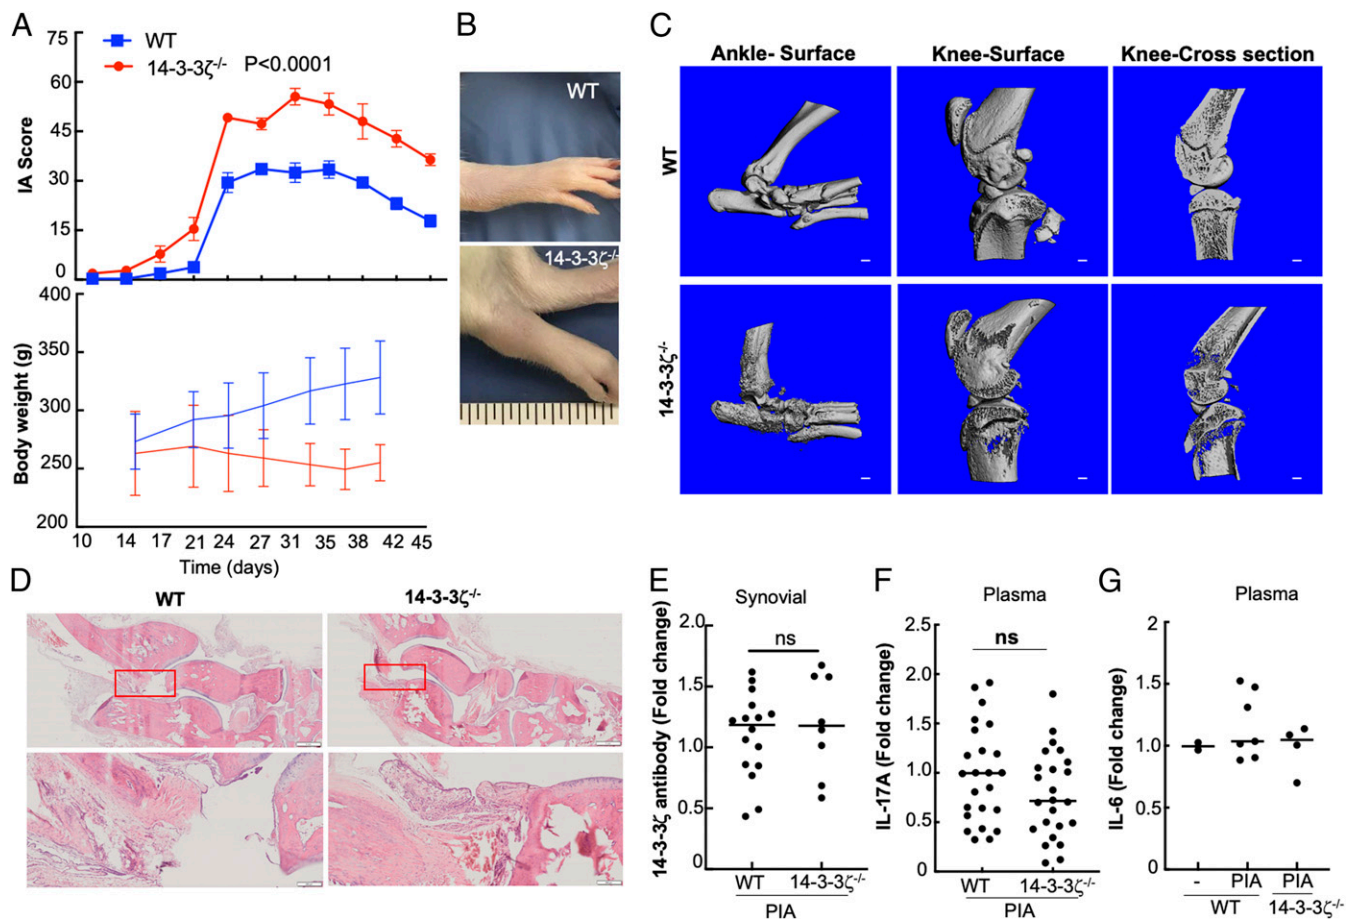 A
75
60
45
30
15
0
IA Score
WT
14-3-3ζ-/-
P<0.0001
400
350
300
250
200
Body weight (g)
10 14 17 21 24 27 31 35 38 42 45
Time (days)
B
WT
14-3-3ζ-/-
C
Ankle- Surface
Knee-Surface
Knee-Cross section
WT
14-3-3ζ-/-
D
WT
14-3-3ζ-/-
E
Synovial
ns
2.0
1.5
1.0
0.5
0
14-3-3ζ antibody (Fold change)
WT 14-3-3ζ-/-
PIA
F
Plasma
ns
2.5
2.0
1.5
1.0
0.5
0
IL-17A (Fold change)
WT 14-3-3ζ-/-
PIA
G
Plasma
2
1.5
1
0.5
0
IL-6 (Fold change)
- PIA PIA
WT 14-3-3ζ-/-